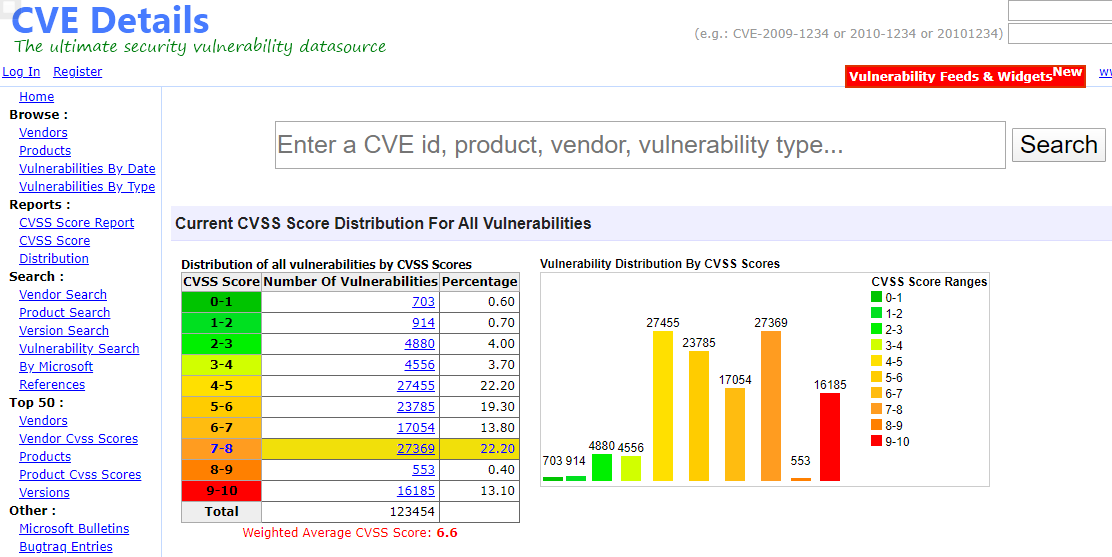 CVE Details
The ultimate security vulnerability datasource
(e.g.: CVE-2009-1234 or 2010-1234 or 20101234)
Log In Register
Vulnerability Feeds & Widgets New
Home
Browse :
Vendors
Products
Vulnerabilities By Date
Vulnerabilities By Type
Reports :
CVSS Score Report
CVSS Score
Distribution
Search :
Vendor Search
Product Search
Version Search
Vulnerability Search
By Microsoft
References
Top 50 :
Vendors
Vendor Cvss Scores
Products
Product Cvss Scores
Versions
Other :
Microsoft Bulletins
Bugtraq Entries
Enter a CVE id, product, vendor, vulnerability type... Search
Current CVSS Score Distribution For All Vulnerabilities
Distribution of all vulnerabilities by CVSS Scores
CVSS Score Number Of Vulnerabilities Percentage
0-1 703 0.60
1-2 914 0.70
2-3 4880 4.00
3-4 4556 3.70
4-5 27455 22.20
5-6 23785 19.30
6-7 17054 13.80
7-8 27369 22.20
8-9 553 0.40
9-10 16185 13.10
Total 123454
Weighted Average CVSS Score: 6.6
Vulnerability Distribution By CVSS Scores
703 914 4880 4556 27455 23785 17054 27369 553 16185
CVSS Score Ranges
0-1
1-2
2-3
3-4
4-5
5-6
6-7
7-8
8-9
9-10